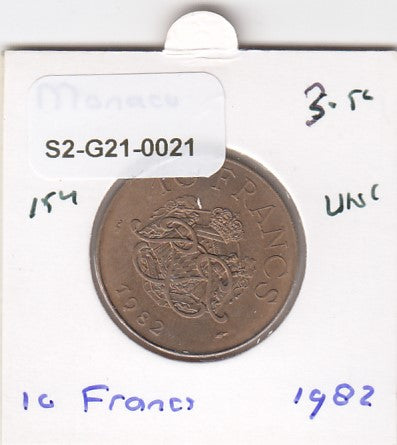 Monaco
3.50
S2-G21-0021
154
UNC
10 FRANCS
1982
10 Francs
1982